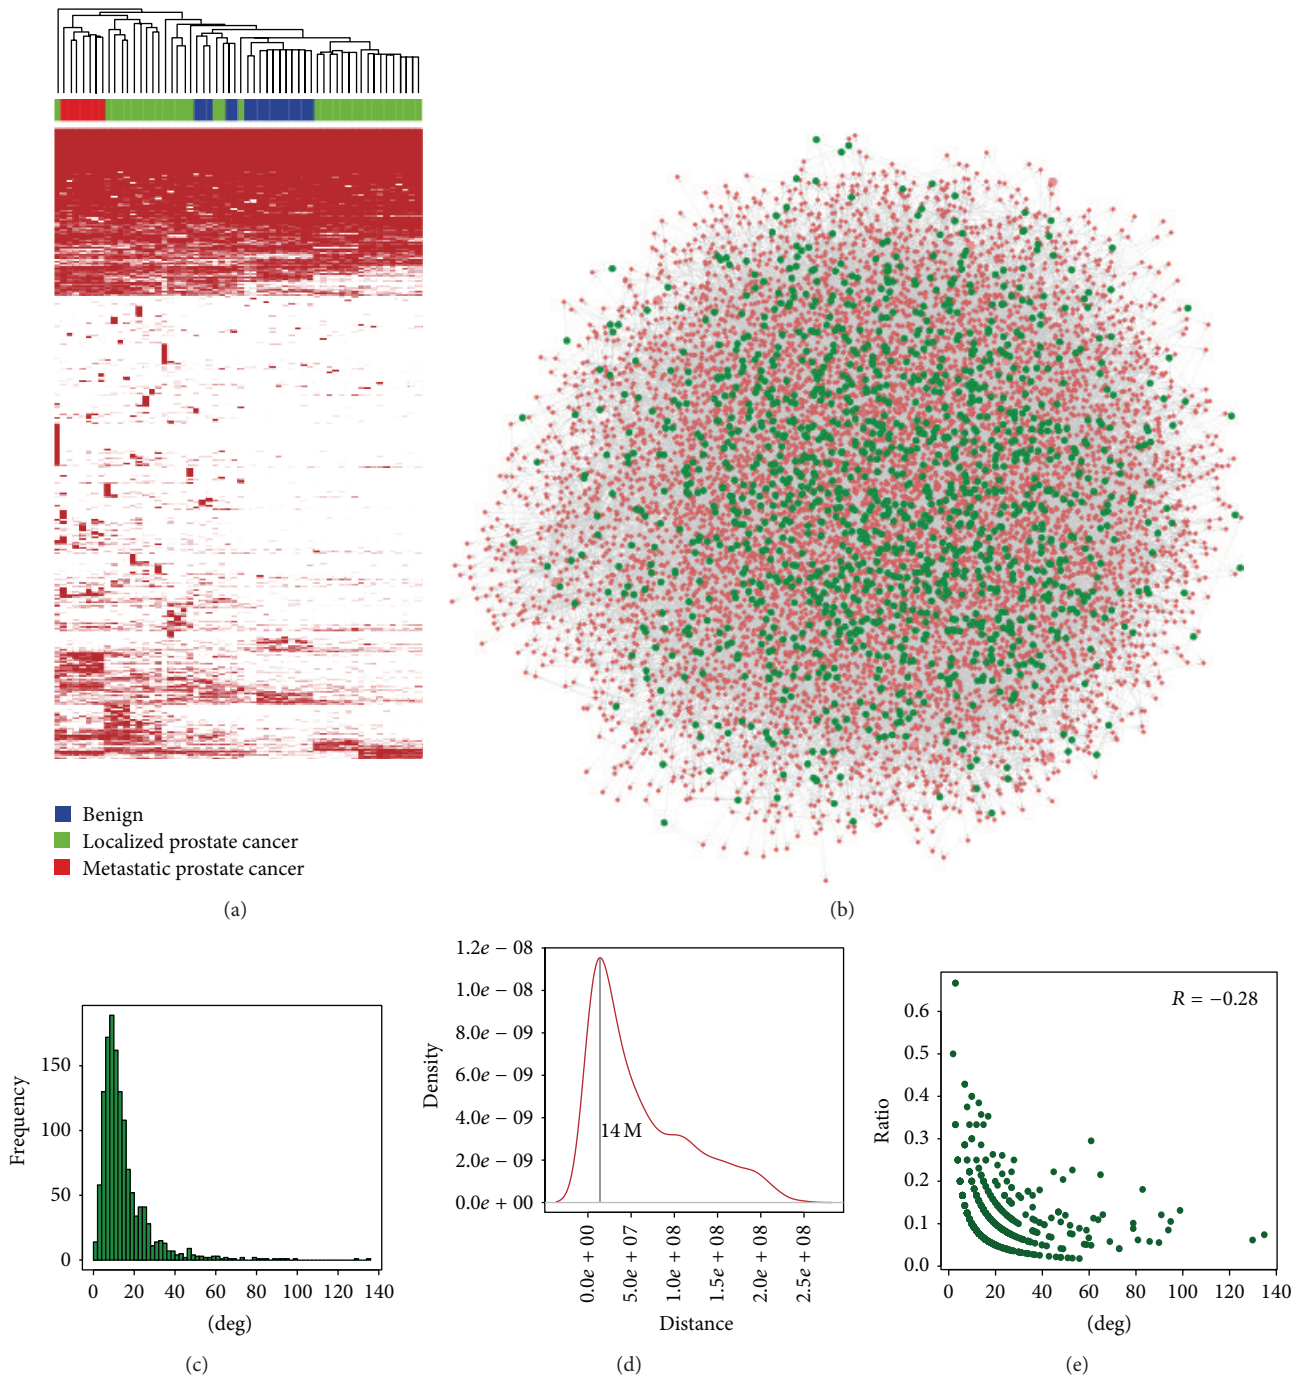 Benign
Localized prostate cancer
Metastatic prostate cancer
(a)
(b)
Frequency
150
100
50
0
0 20 40 60 80 100 120 140
(deg)
(c)
Density
1.2e − 08
1.0e − 08
8.0e − 09
6.0e − 09
4.0e − 09
2.0e − 09
0.0e + 00
14 M
0.0e + 00
5.0e + 07
1.0e + 08
1.5e + 08
2.0e + 08
2.5e + 08
Distance
(d)
R = −0.28
Ratio
0.6
0.5
0.4
0.3
0.2
0.1
0.0
0 20 40 60 80 100 120 140
(deg)
(e)